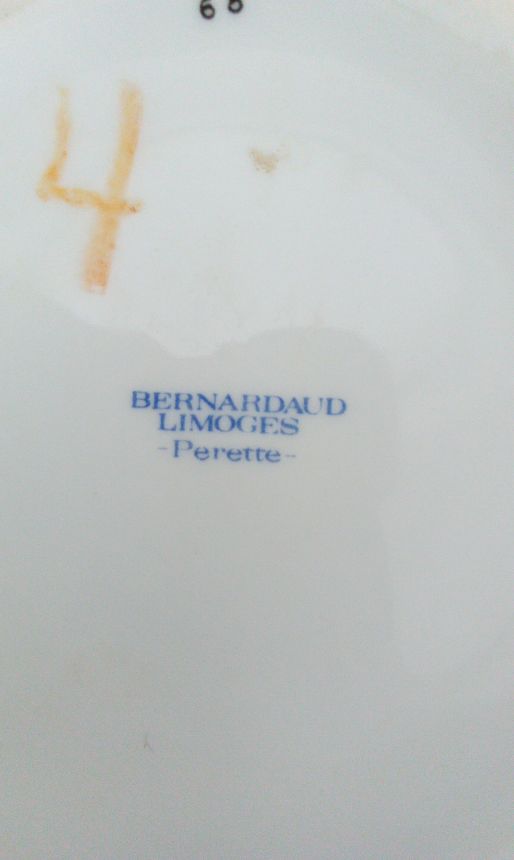 4
BERNARDAUD
LIMOGES
-Perette-